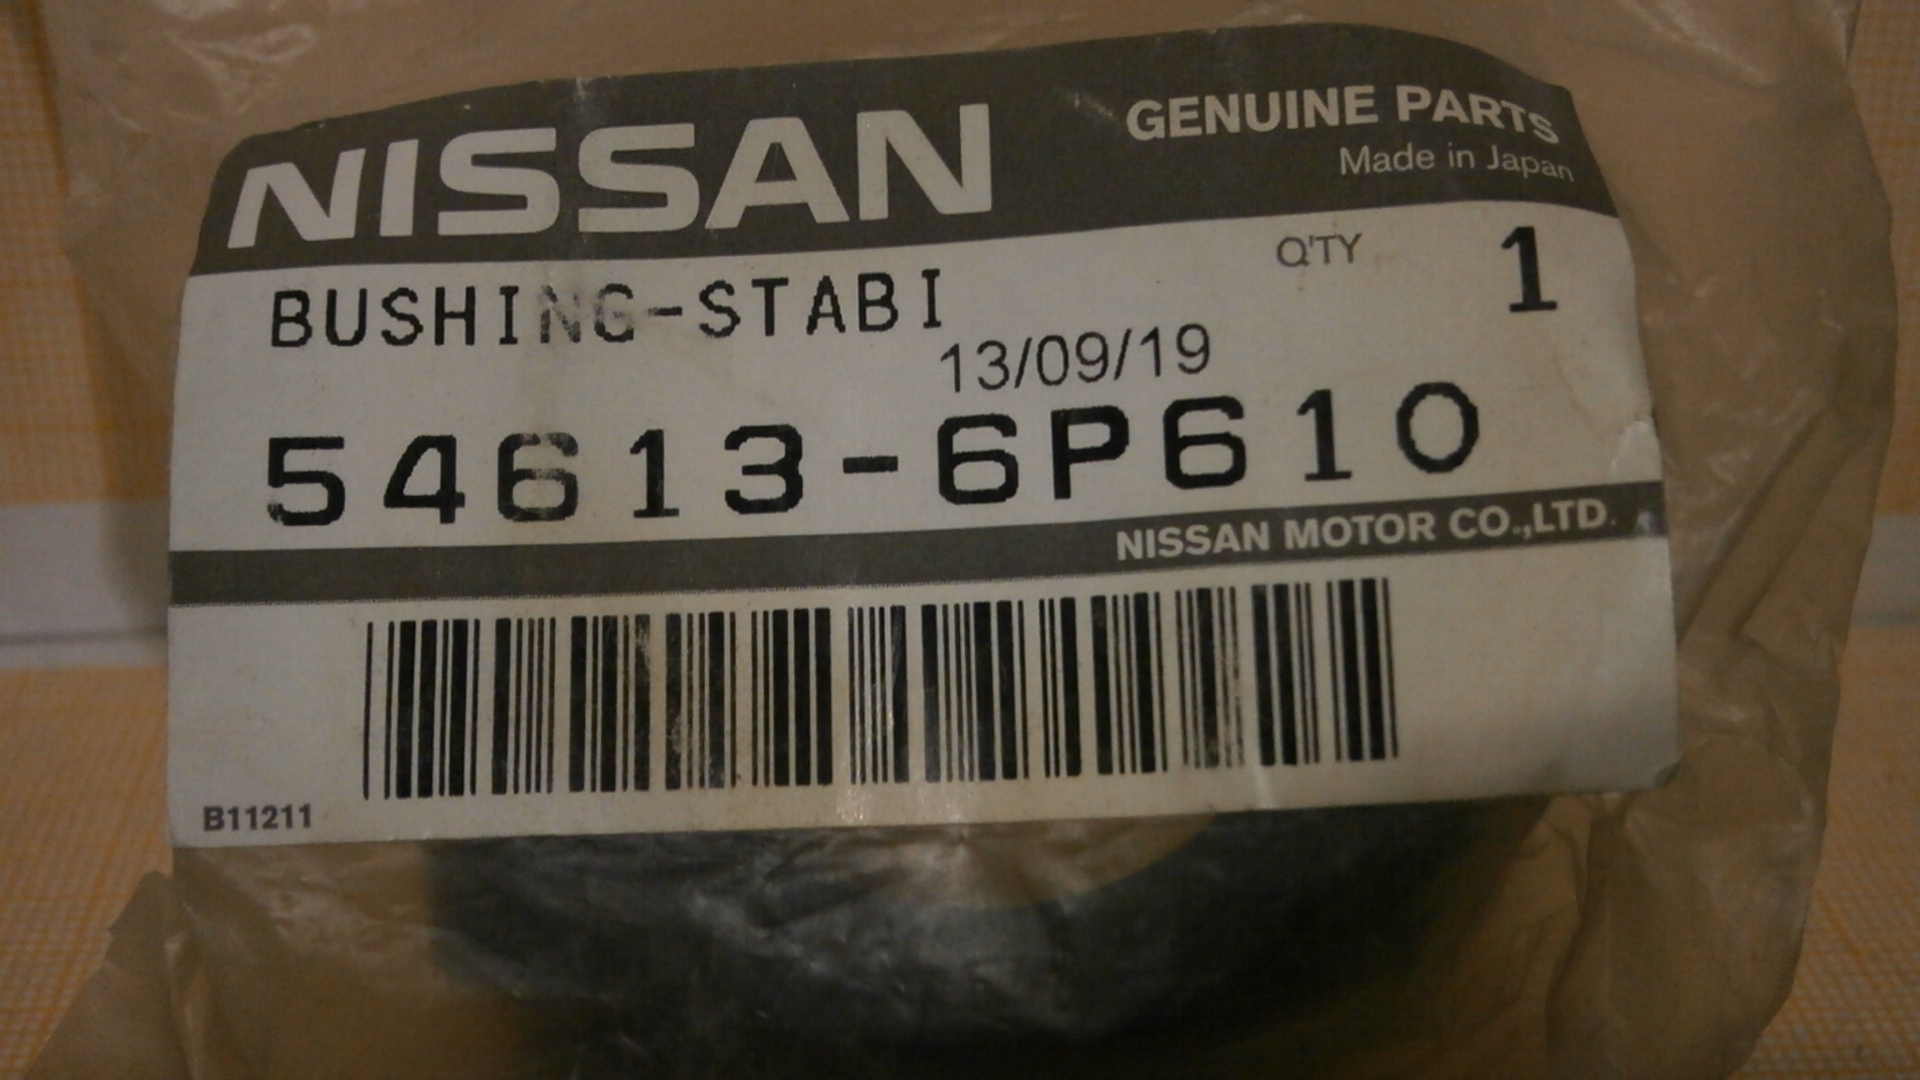 NISSAN
GENUINE PARTS
Made in Japan
Q'TY 1
BUSHING-STABI
13/09/19
54613-6P610
NISSAN MOTOR CO.,LTD.
B11211